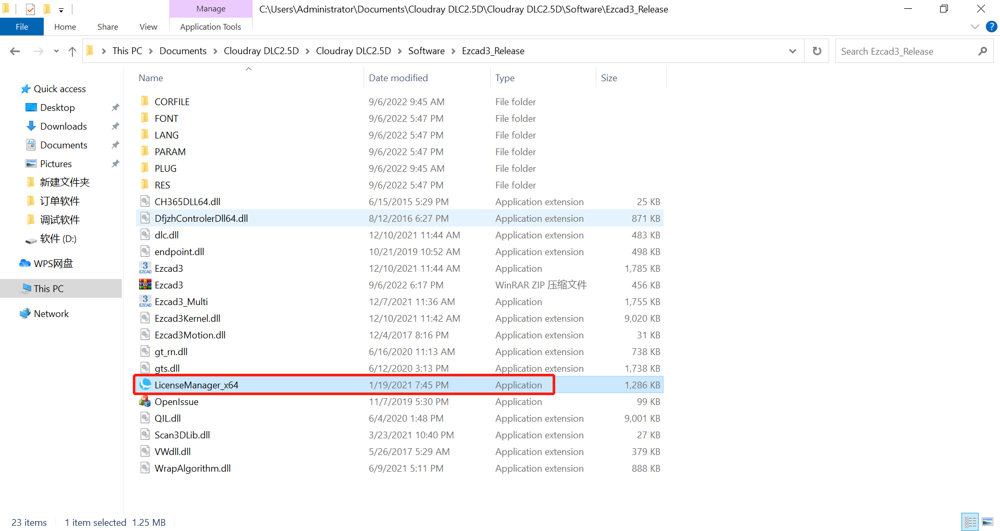 Manage
C:\Users\Administrator\Documents\Cloudray DLC2.5D\Cloudray DLC2.5D\Software\Ezcad3_Release
File Home Share View Application Tools
This PC Documents Cloudray DLC2.5D Cloudray DLC2.5D Software Ezcad3_Release
Search Ezcad3_Release
Quick access
Desktop
Downloads
Documents
Pictures
新建文件夹
订单软件
调试软件
软件 (D:)
WPS网盘
This PC
Network
Name Date modified Type Size
CORFILE 9/6/2022 9:45 AM File folder
FONT 9/6/2022 5:47 PM File folder
LANG 9/6/2022 5:47 PM File folder
PARAM 9/6/2022 5:47 PM File folder
PLUG 9/6/2022 9:45 AM File folder
RES 9/6/2022 5:47 PM File folder
CH365DLL64.dll 6/15/2015 5:29 PM Application extension 25 KB
DfjzhControlerDll64.dll 8/12/2016 6:27 PM Application extension 871 KB
dlc.dll 12/10/2021 11:44 AM Application extension 483 KB
endpoint.dll 10/21/2019 10:52 AM Application extension 498 KB
Ezcad3 12/10/2021 11:44 AM Application 1,785 KB
Ezcad3 9/6/2022 6:17 PM WinRAR ZIP 压缩文件 456 KB
Ezcad3_Multi 12/7/2021 11:36 AM Application 1,755 KB
Ezcad3Kernel.dll 12/10/2021 11:42 AM Application extension 9,020 KB
Ezcad3Motion.dll 12/4/2017 8:16 PM Application extension 31 KB
gt_rn.dll 6/16/2020 11:13 AM Application extension 738 KB
gts.dll 6/12/2020 3:13 PM Application extension 1,738 KB
LicenseManager_x64 1/19/2021 7:45 PM Application 1,286 KB
OpenIssue 11/7/2019 5:30 PM Application 99 KB
QIL.dll 6/4/2020 1:48 PM Application extension 9,001 KB
Scan3DLib.dll 3/23/2021 10:40 PM Application extension 27 KB
VWdll.dll 5/26/2017 5:29 AM Application extension 379 KB
WrapAlgorithm.dll 6/9/2021 5:11 PM Application extension 888 KB
23 items 1 item selected 1.25 MB